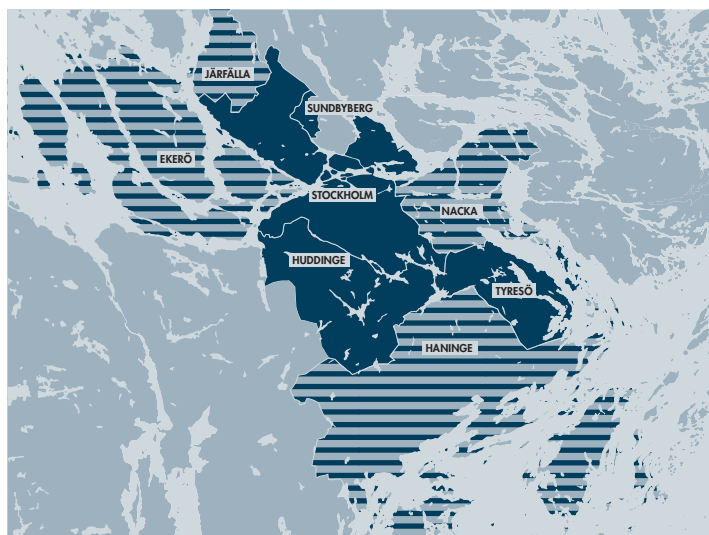 JÄRFÄLLA
SUNDBYBERG
EKERÖ
STOCKHOLM
NACKA
HUDDINGE
TYRESÖ
HANINGE